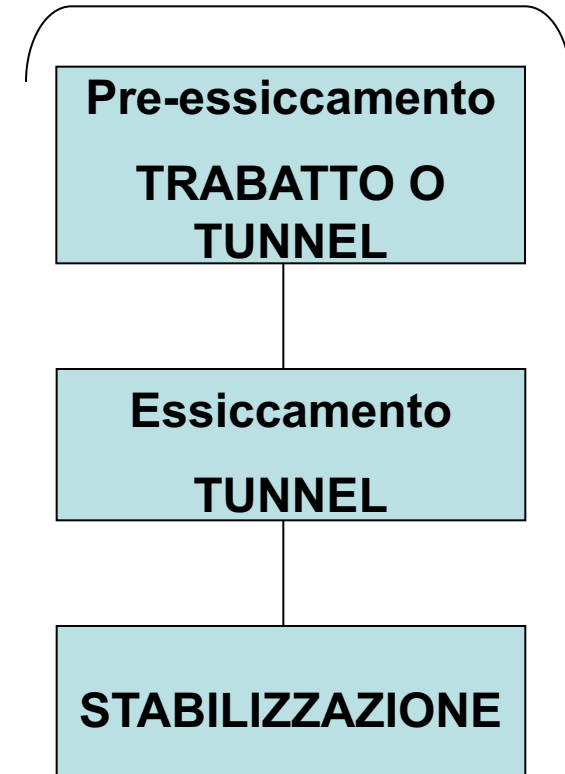 Pre-essiccamento
TRABATTO O
TUNNEL
Essiccamento
TUNNEL
STABILIZZAZIONE